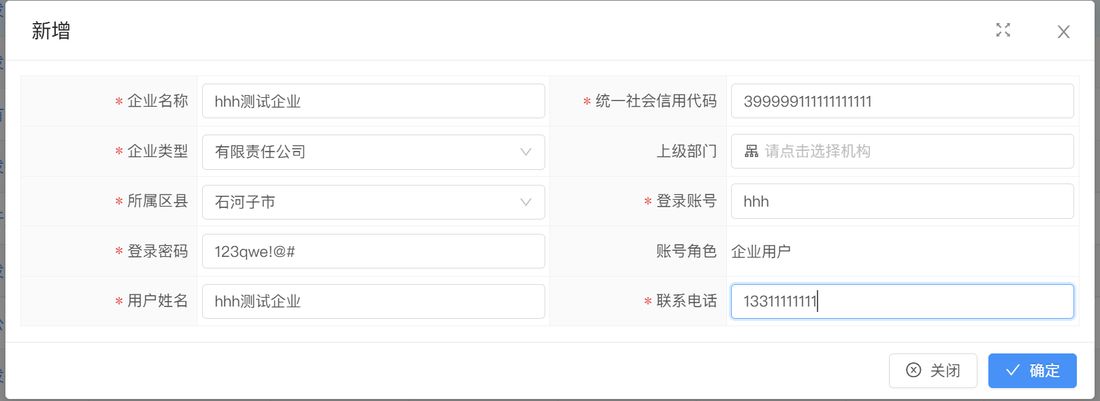 新增
* 企业名称 hhh测试企业 * 统一社会信用代码 399999111111111111
* 企业类型 有限责任公司 上级部门 请点击选择机构
* 所属区县 石河子市 * 登录账号 hhh
* 登录密码 123qwe!@# 账号角色 企业用户
* 用户姓名 hhh测试企业 * 联系电话 13311111111
关闭 确定